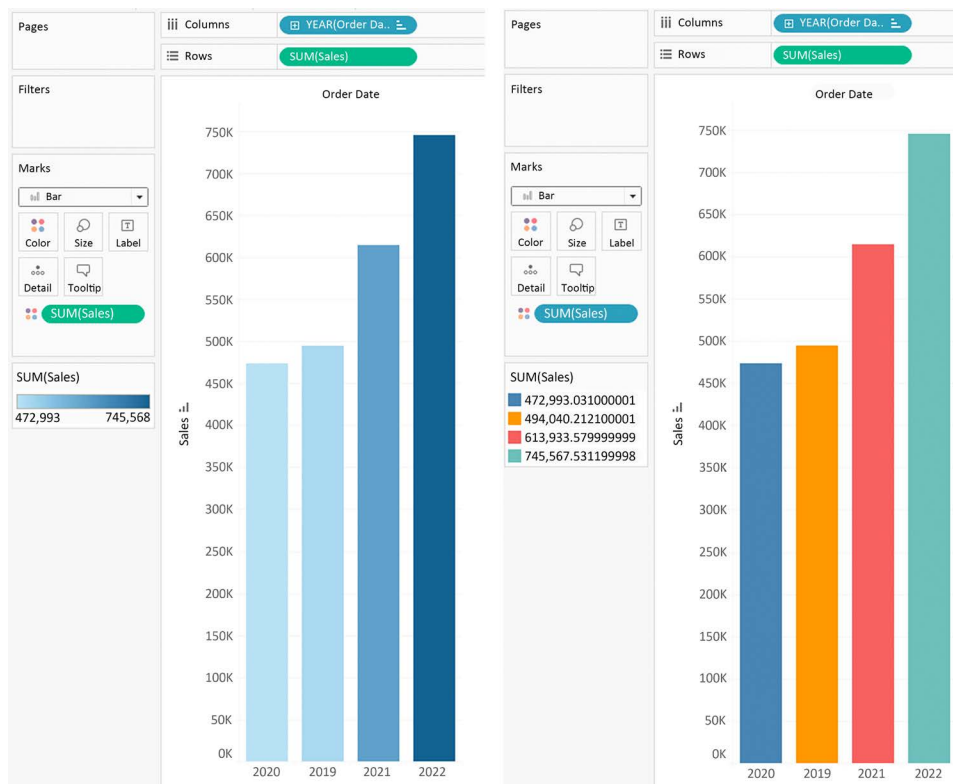 Pages
Columns
YEAR(Order Da..
Rows
SUM(Sales)
Filters
Marks
Bar
Color
Size
Label
Detail
Tooltip
SUM(Sales)
SUM(Sales)
472,993
745,568
Order Date
Sales
750K
700K
650K
600K
550K
500K
450K
400K
350K
300K
250K
200K
150K
100K
50K
0K
2020
2019
2021
2022
Pages
Columns
YEAR(Order Da..
Rows
SUM(Sales)
Filters
Marks
Bar
Color
Size
Label
Detail
Tooltip
SUM(Sales)
SUM(Sales)
472,993.031000001
494,040.212100001
613,933.579999999
745,567.531199998
Order Date
Sales
750K
700K
650K
600K
550K
500K
450K
400K
350K
300K
250K
200K
150K
100K
50K
0K
2020
2019
2021
2022